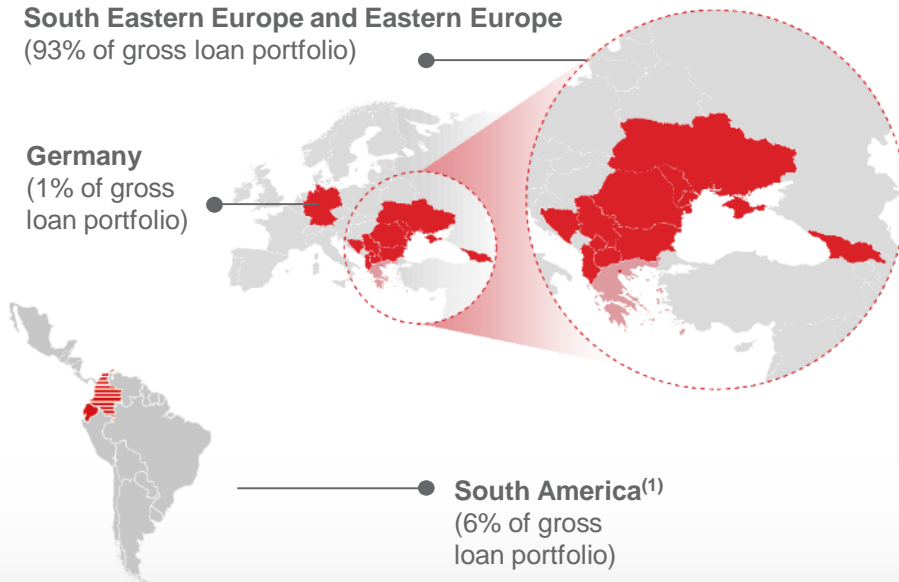 South Eastern Europe and Eastern Europe
(93% of gross loan portfolio)
Germany
(1% of gross
loan portfolio)
South America(1)
(6% of gross
loan portfolio)